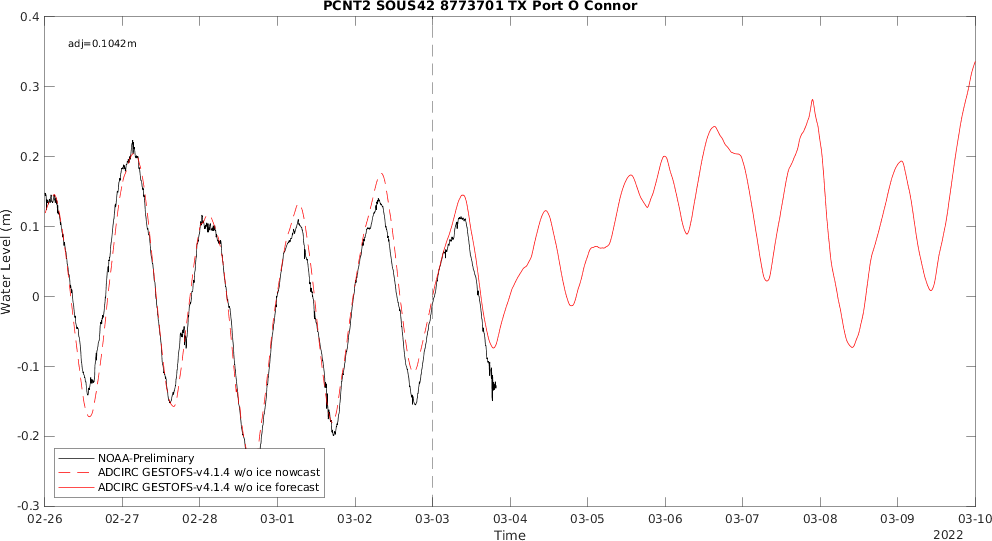 PCNT2 SOUS42 8773701 TX Port O Connor
adj=0.1042m
Water Level (m)
0.4
0.3
0.2
0.1
0
-0.1
-0.2
-0.3
NOAA-Preliminary
ADCIRC GESTOFS-v4.1.4 w/o ice nowcast
ADCIRC GESTOFS-v4.1.4 w/o ice forecast
02-26 02-27 02-28 03-01 03-02 03-03 03-04 03-05 03-06 03-07 03-08 03-09 03-10
Time
2022